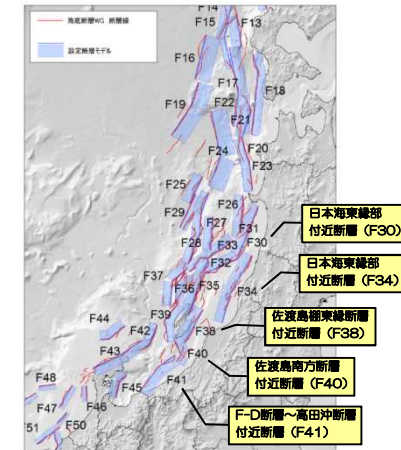 F14
F15
F13
海底断層WG 断層線
設定断層モデル
F16
F17
F18
F19
F22
F21
F20
F24
F23
F25
F26
F29
F27
F31
F28
F33
F30
F32
F37
F36
F35
F34
F39
F38
F44
F42
F43
F40
F41
F48
F47
F46
F45
F51
F50
日本海東縁部
付近断層（F30）
日本海東縁部
付近断層（F34）
佐渡島棚東縁断層
付近断層（F38）
佐渡島南方断層
付近断層（F40）
F-D断層～高田沖断層
付近断層（F41）